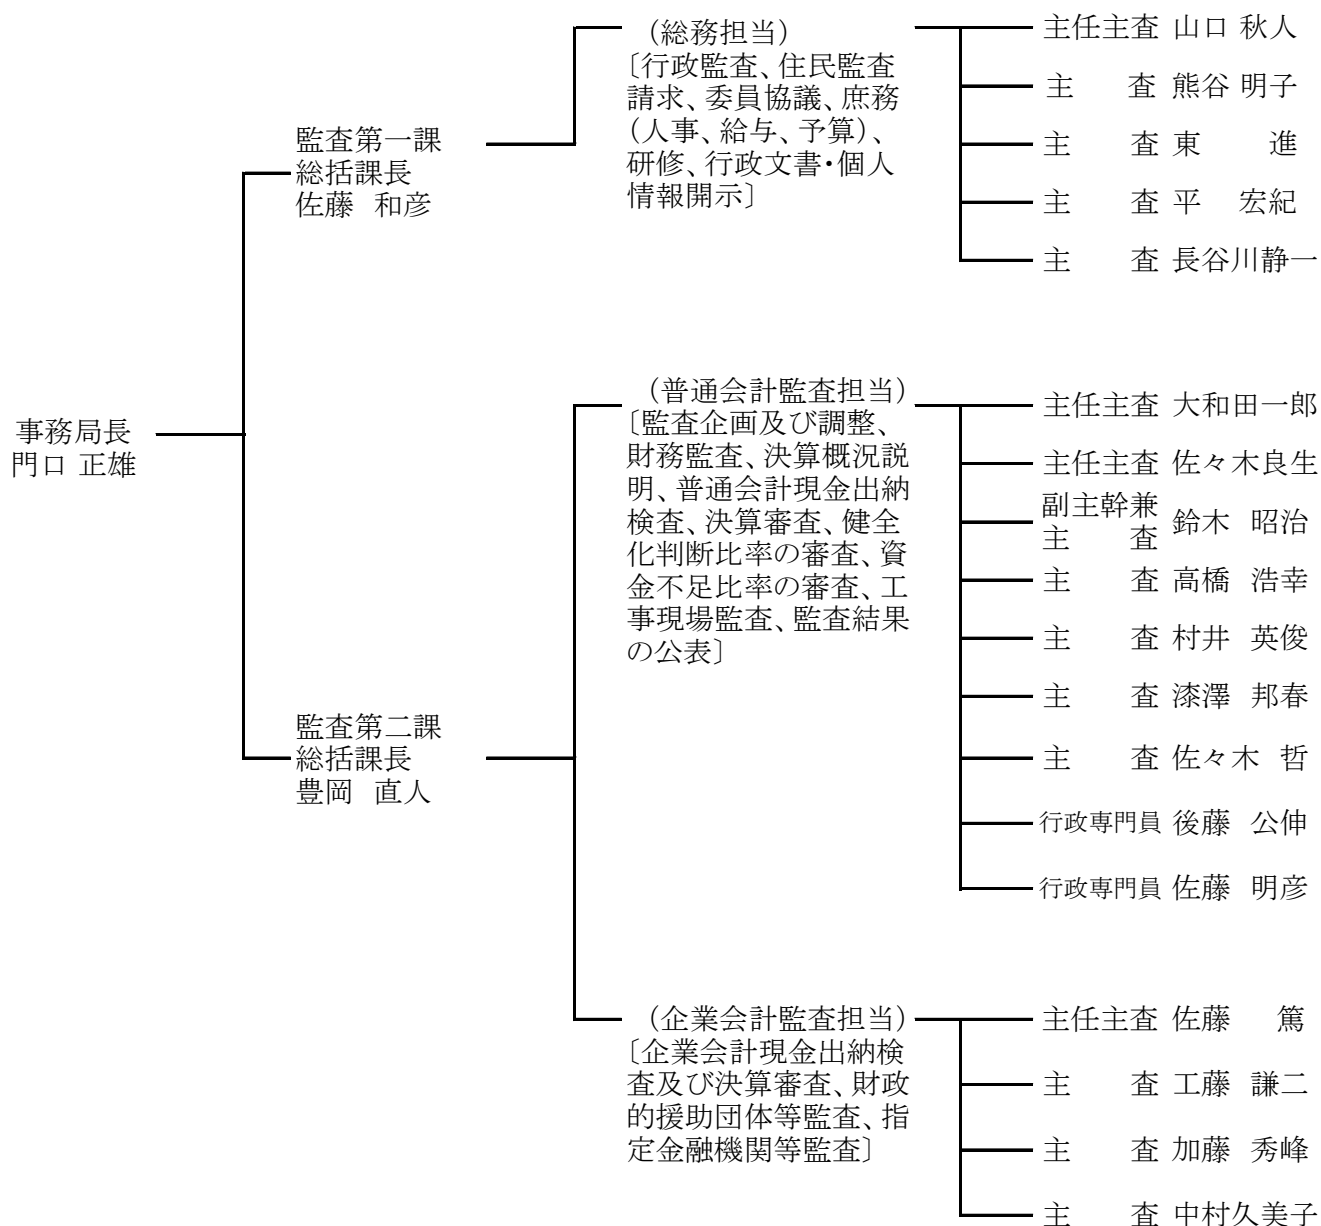 事務局長
門口 正雄
監査第一課
総括課長
佐藤 和彦
（総務担当）
〔行政監査、住民監査
請求、委員協議、庶務
（人事、給与、予算）、
研修、行政文書・個人
情報開示〕
主任主査 山口 秋人
主 査 熊谷 明子
主 査 東 進
主 査 平 宏紀
主 査 長谷川静一
監査第二課
総括課長
豊岡 直人
（普通会計監査担当）
〔監査企画及び調整、
財務監査、決算概況説
明、普通会計現金出納
検査、決算審査、健全
化判断比率の審査、資
金不足比率の審査、工
事現場監査、監査結果
の公表〕
主任主査 大和田一郎
主任主査 佐々木良生
副主幹兼
主 査 鈴木 昭治
主 査 高橋 浩幸
主 査 村井 英俊
主 査 漆澤 邦春
主 査 佐々木 哲
行政専門員 後藤 公伸
行政専門員 佐藤 明彦
（企業会計監査担当）
〔企業会計現金出納検
査及び決算審査、財政
的援助団体等監査、指
定金融機関等監査〕
主任主査 佐藤 篤
主 査 工藤 謙二
主 査 加藤 秀峰
主 査 中村久美子